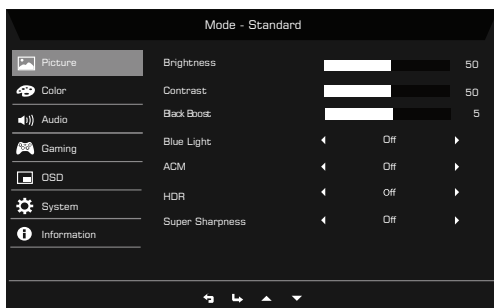 Mode - Standard
Picture
Color
Audio
Gaming
OSD
System
Information
Brightness 50
Contrast 50
Black Boost 5
Blue Light Off
ACM Off
HDR Off
Super Sharpness Off